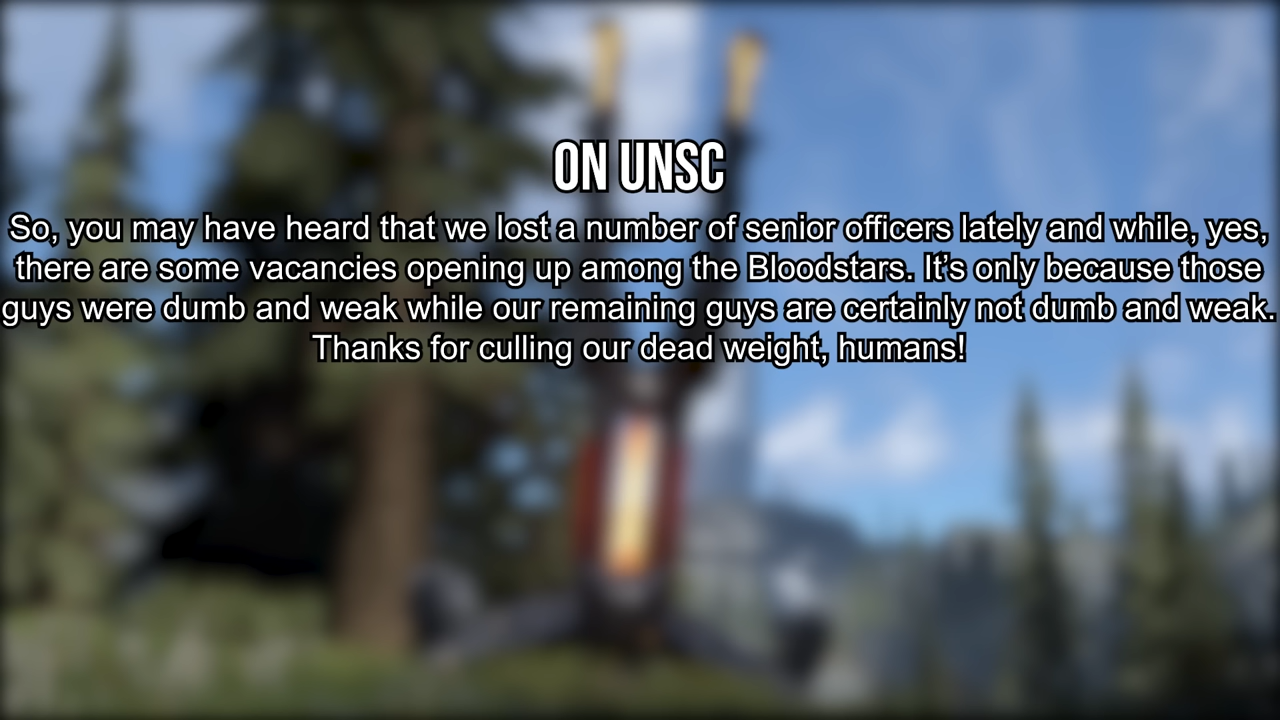 ON UNSC
So, you may have heard that we lost a number of senior officers lately and while, yes,
there are some vacancies opening up among the Bloodstars. It’s only because those
guys were dumb and weak while our remaining guys are certainly not dumb and weak.
Thanks for culling our dead weight, humans!